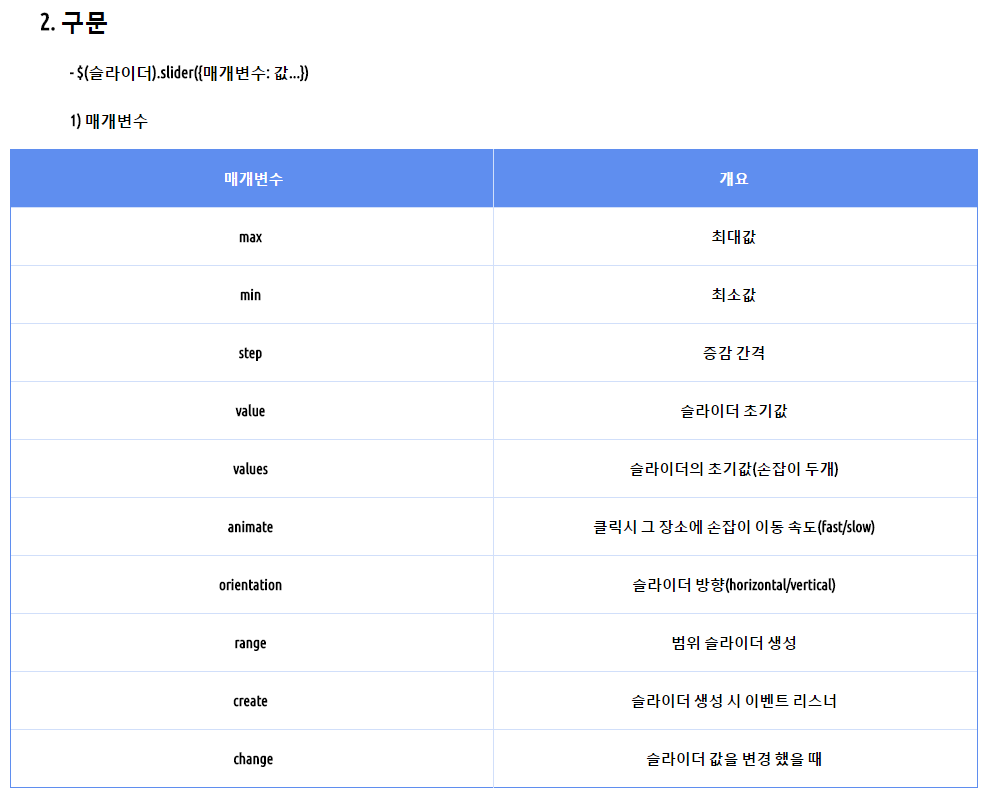 2. 구문
- $(슬라이더).slider({매개변수: 값...})
1) 매개변수
매개변수 개요
max 최대값
min 최소값
step 증감 간격
value 슬라이더 초기값
values 슬라이더의 초기값(손잡이 두개)
animate 클릭시 그 장소에 손잡이 이동 속도(fast/slow)
orientation 슬라이더 방향(horizontal/vertical)
range 범위 슬라이더 생성
create 슬라이더 생성 시 이벤트 리스너
change 슬라이더 값을 변경 했을 때